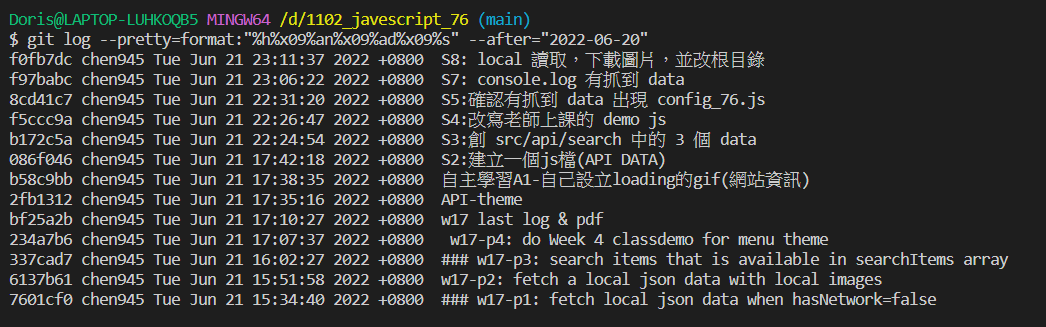 Doris@LAPTOP-LUHKOQB5 MINGW64 /d/1102_javescript_76 (main)
$ git log --pretty=format:"%h%x09%an%x09%ad%x09%s" --after="2022-06-20"
f0fb7dc chen945 Tue Jun 21 23:11:37 2022 +0800  S8: local 讀取，下載圖片，並改根目錄
f97babc chen945 Tue Jun 21 23:06:22 2022 +0800  S7: console.log 有抓到 data
8cd41c7 chen945 Tue Jun 21 22:31:20 2022 +0800  S5:確認有抓到 data 出現 config_76.js
f5ccc9a chen945 Tue Jun 21 22:26:47 2022 +0800  S4:改寫老師上課的 demo js
b172c5a chen945 Tue Jun 21 22:24:54 2022 +0800  S3:創 src/api/search 中的 3 個 data
086f046 chen945 Tue Jun 21 17:42:18 2022 +0800  S2:建立一個js檔(API DATA)
b58c9bb chen945 Tue Jun 21 17:38:35 2022 +0800  自主學習A1-自己設立loading的gif(網站資訊)
2fb1312 chen945 Tue Jun 21 17:35:16 2022 +0800  API-theme
bf25a2b chen945 Tue Jun 21 17:10:27 2022 +0800  w17 last log & pdf
234a7b6 chen945 Tue Jun 21 17:07:37 2022 +0800   w17-p4: do Week 4 classdemo for menu theme
337cad7 chen945 Tue Jun 21 16:02:27 2022 +0800  ### w17-p3: search items that is available in searchItems array
6137b61 chen945 Tue Jun 21 15:51:58 2022 +0800  w17-p2: fetch a local json data with local images
7601cf0 chen945 Tue Jun 21 15:34:40 2022 +0800  ### w17-p1: fetch local json data when hasNetwork=false